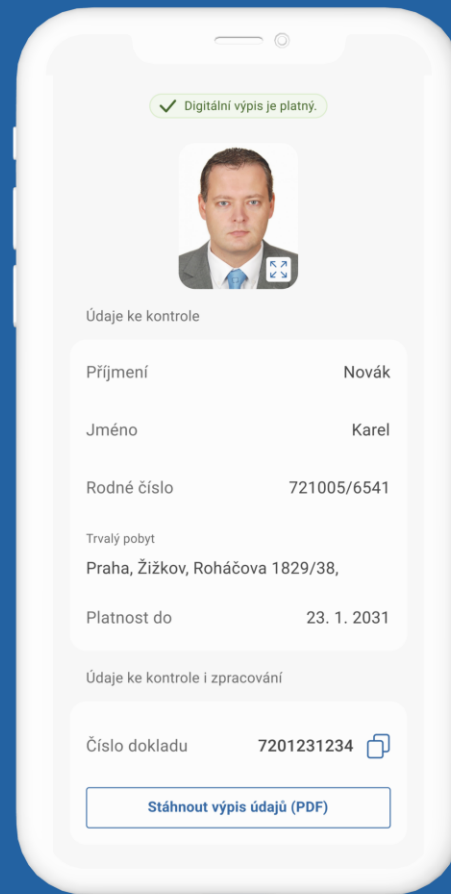 Digitální výpis je platný.
Údaje ke kontrole
Příjmení Novák
Jméno Karel
Rodné číslo 721005/6541
Trvalý pobyt
Praha, Žižkov, Roháčova 1829/38,
Platnost do 23. 1. 2031
Údaje ke kontrole i zpracování
Číslo dokladu 7201231234
Stáhnout výpis údajů (PDF)